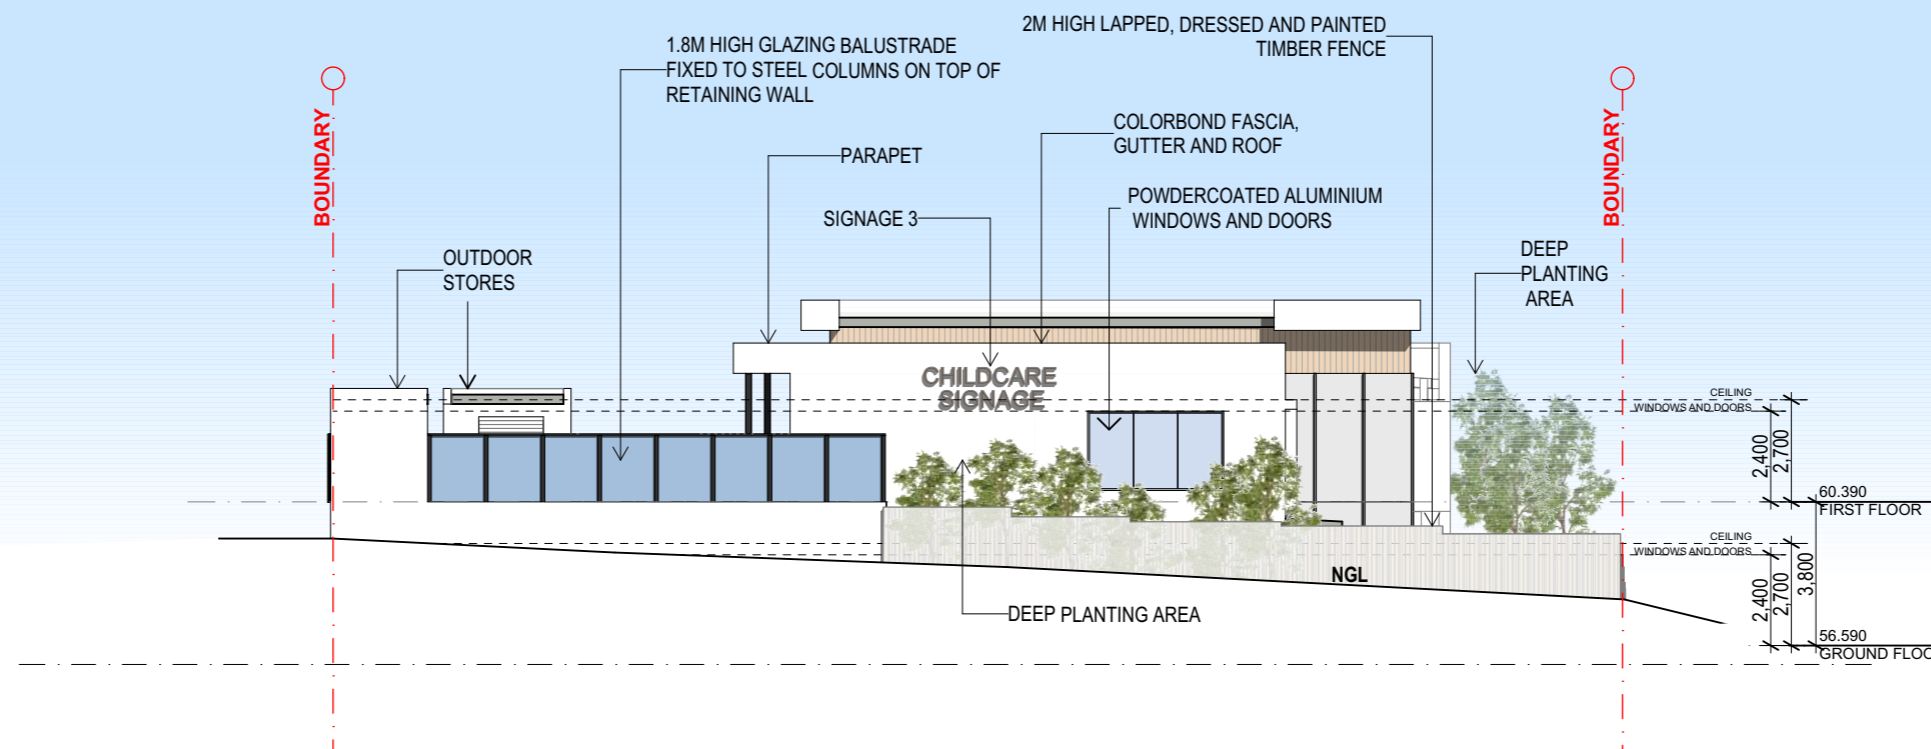 2M HIGH LAPPED, DRESSED AND PAINTED
TIMBER FENCE
1.8M HIGH GLAZING BALUSTRADE
FIXED TO STEEL COLUMNS ON TOP OF
RETAINING WALL
BOUNDARY
COLORBOND FASCIA,
GUTTER AND ROOF
BOUNDARY
PARAPET
POWDERCOATED ALUMINIUM
WINDOWS AND DOORS
SIGNAGE 3
OUTDOOR
STORES
DEEP
PLANTING
AREA
CHILDCARE
SIGNAGE
CEILING
WINDOWS AND DOORS
2,400
2,700
60.390
FIRST FLOOR
CEILING
WINDOWS AND DOORS
NGL
2,400
2,700
3,800
DEEP PLANTING AREA
56.590
GROUND FLOO